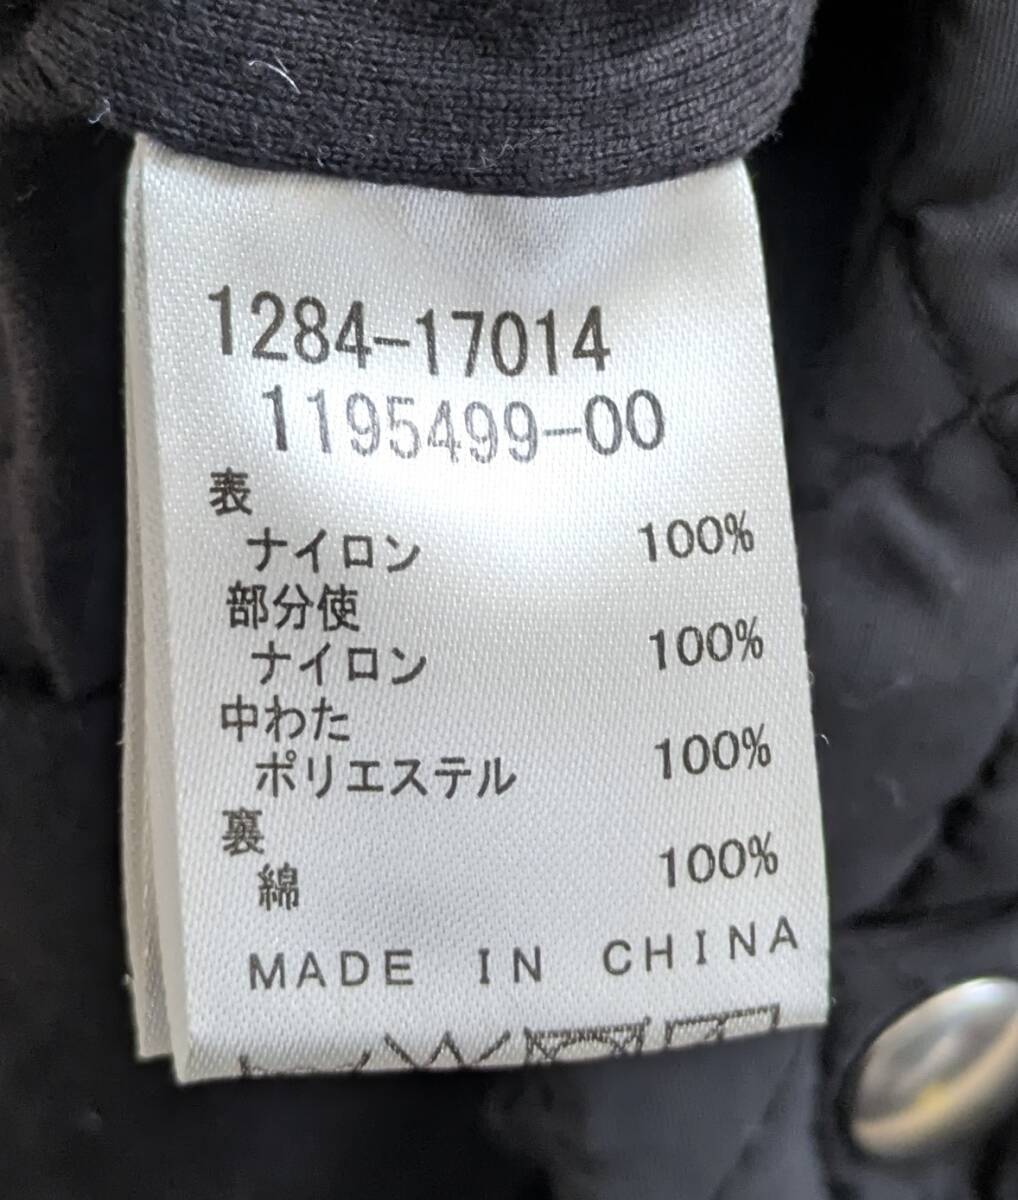 1284-17014
1195499-00
表
ナイロン 100%
部分使
ナイロン 100%
中わた
ポリエステル 100%
裏
綿 100%
MADE IN CHINA